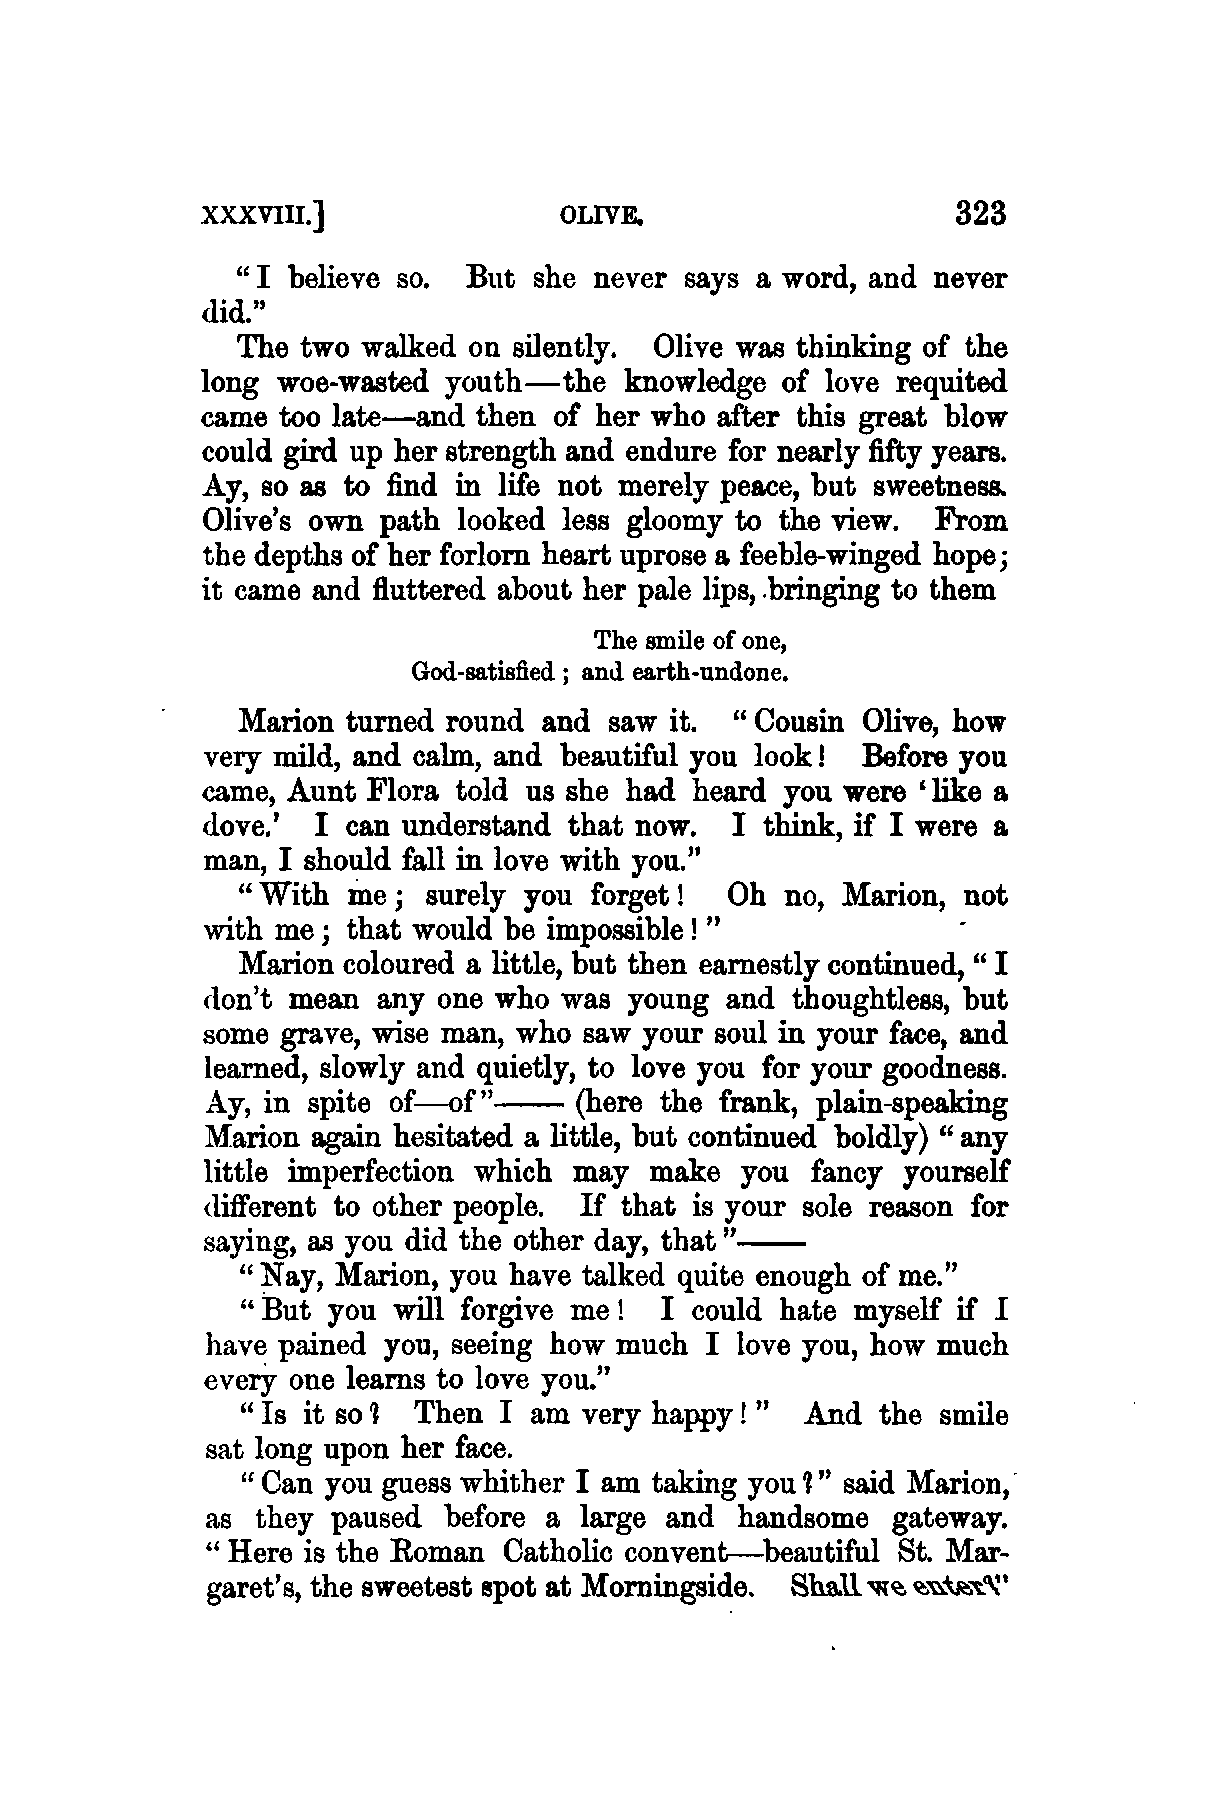 XXXVIII.] OLIVE. 323
"I believe so. But she never says a word, and never
did."
The two walked on silently. Olive was thinking of the
long woe-wasted youth—the knowledge of love requited
came too late—and then of her who after this great blow
could gird up her strength and endure for nearly fifty years.
Ay, so as to find in life not merely peace, but sweetness.
Olive's own path looked less gloomy to the view. From
the depths of her forlorn heart uprose a feeble-winged hope;
it came and fluttered about her pale lips, bringing to them
The smile of one,
God-satisfied; and earth-undone.
Marion turned round and saw it. "Cousin Olive, how
very mild, and calm, and beautiful you look! Before you
came, Aunt Flora told us she had heard you were 'like a
dove.' I can understand that now. I think, if I were a
man, I should fall in love with you."
"With me; surely you forget! Oh no, Marion, not
with me; that would be impossible!"
Marion coloured a little, but then earnestly continued, "I
don't mean any one who was young and thoughtless, but
some grave, wise man, who saw your soul in your face, and
learned, slowly and quietly, to love you for your goodness.
Ay, in spite of—of"—— (here the frank, plain-speaking
Marion again hesitated a little, but continued boldly) "any
little imperfection which may make you fancy yourself
different to other people. If that is your sole reason for
saying, as you did the other day, that"——
"Nay, Marion, you have talked quite enough of me."
"But you will forgive me! I could hate myself if I
have pained you, seeing how much I love you, how much
every one learns to love you."
"Is it so? Then I am very happy!" And the smile
sat long upon her face.
"Can you guess whither I am taking you?" said Marion,
as they paused before a large and handsome gateway.
"Here is the Roman Catholic convent—beautiful St. Mar-
garet's, the sweetest spot at Morningside. Shall we enter?"